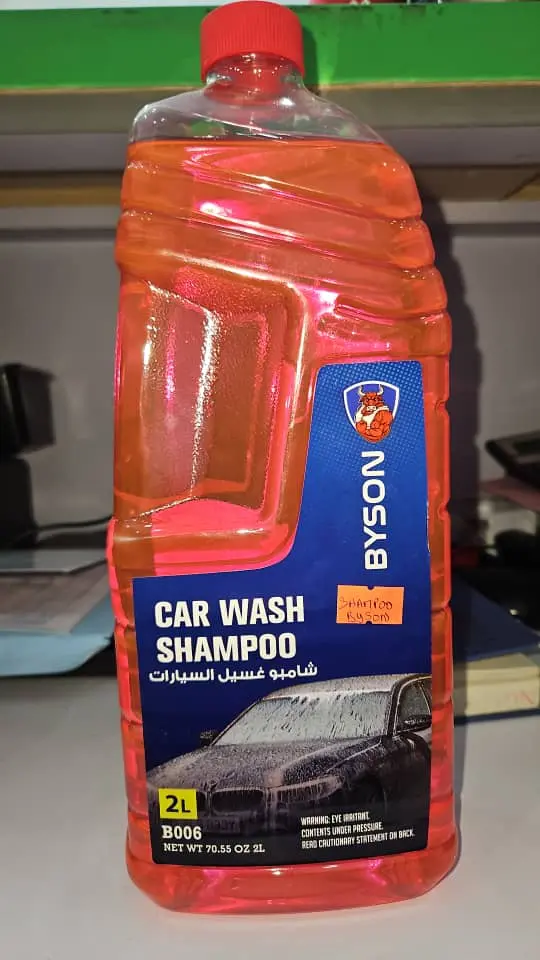 BYSON
SHAMPOO
BYSON
CAR WASH
SHAMPOO
شامبو غسيل السيارات
2L
B006
NET WT 70.55 OZ 2L
WARNING: EYE IRRITANT.
CONTENTS UNDER PRESSURE.
READ CAUTIONARY STATEMENT ON BACK.